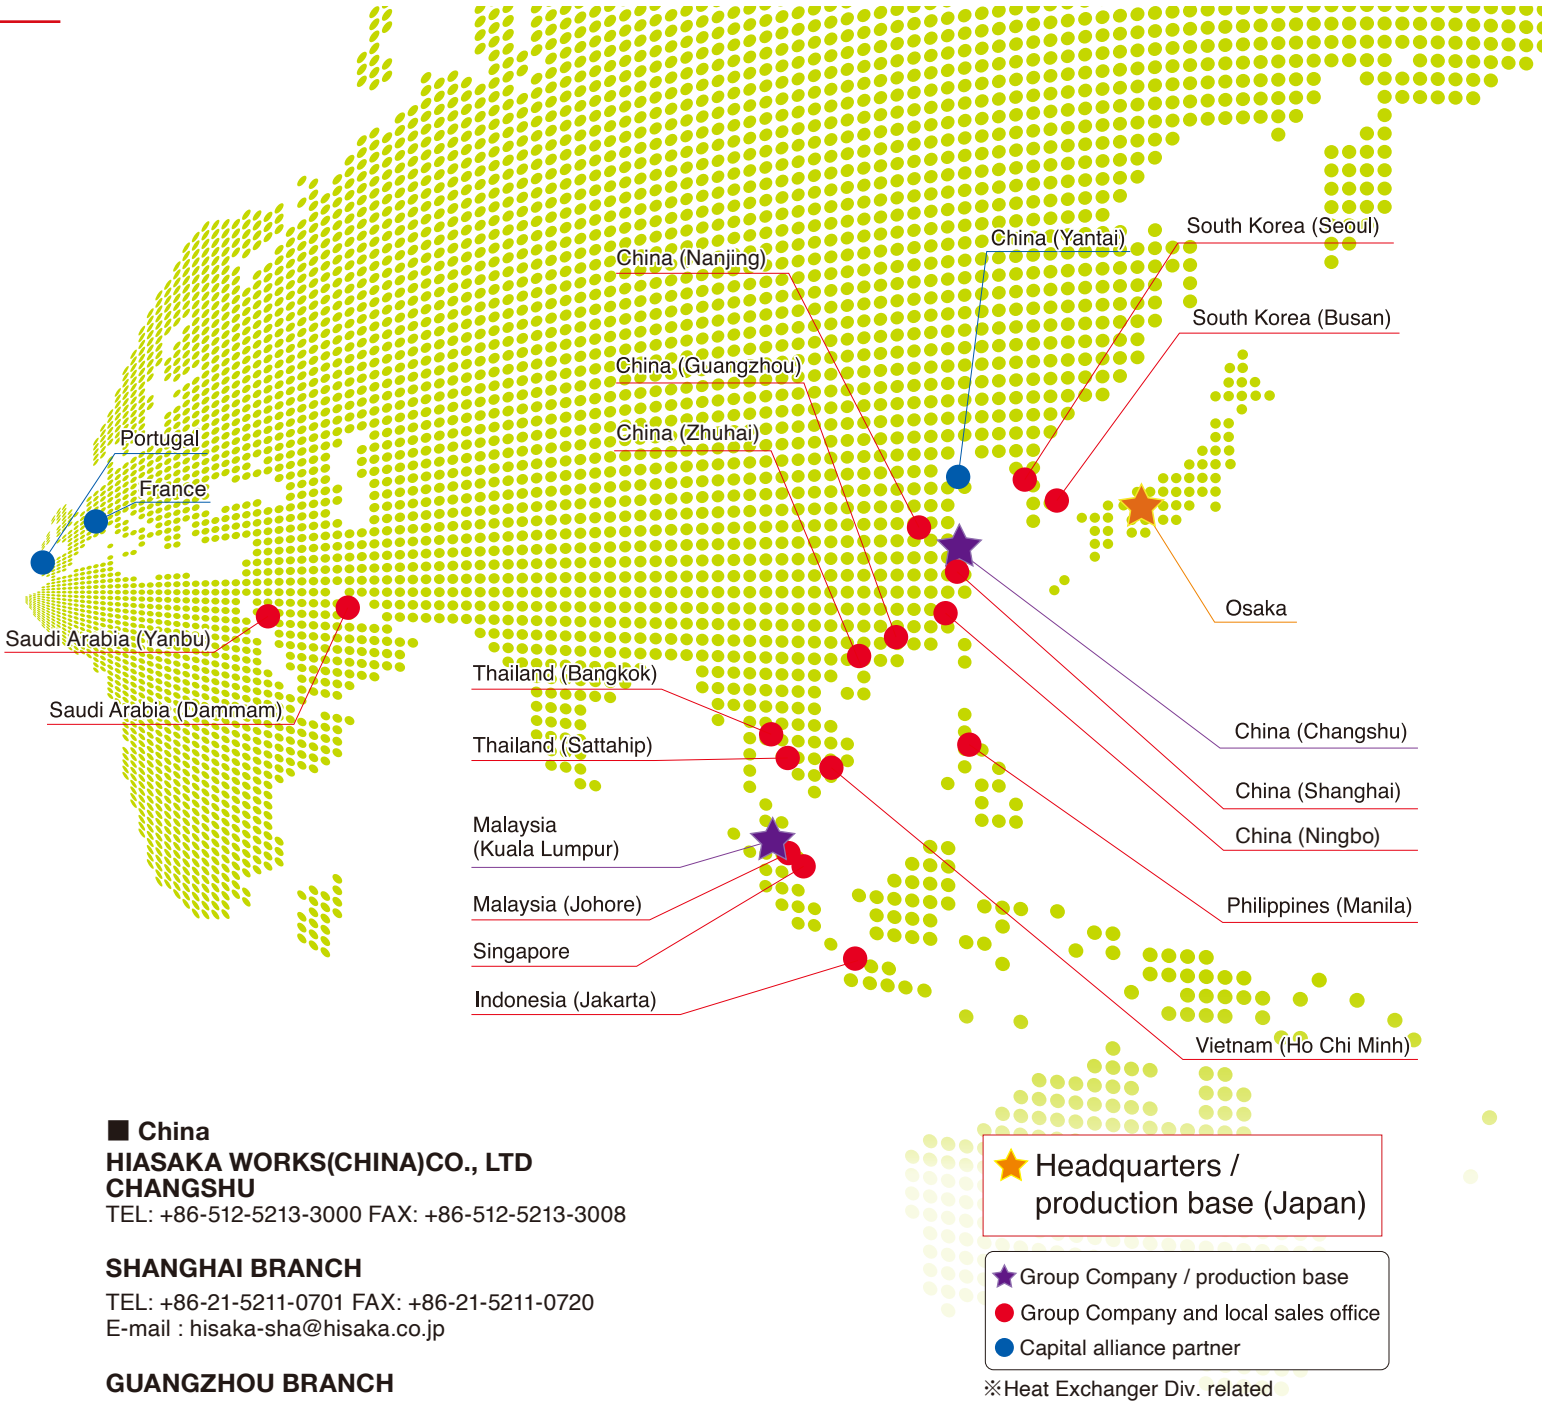 China (Yantai)
South Korea (Seoul)
China (Nanjing)
South Korea (Busan)
China (Guangzhou)
China (Zhuhai)
Portugal
France
Osaka
Saudi Arabia (Yanbu)
Thailand (Bangkok)
Saudi Arabia (Dammam)
China (Changshu)
Thailand (Sattahip)
China (Shanghai)
Malaysia
(Kuala Lumpur)
China (Ningbo)
Malaysia (Johore)
Philippines (Manila)
Singapore
Indonesia (Jakarta)
Vietnam (Ho Chi Minh)
■ China
HIASAKA WORKS(CHINA)CO., LTD
CHANGSHU
TEL: +86-512-5213-3000 FAX: +86-512-5213-3008
SHANGHAI BRANCH
TEL: +86-21-5211-0701 FAX: +86-21-5211-0720
E-mail : hisaka-sha@hisaka.co.jp
GUANGZHOU BRANCH
Headquarters /
production base (Japan)
Group Company / production base
Group Company and local sales office
Capital alliance partner
※Heat Exchanger Div. related